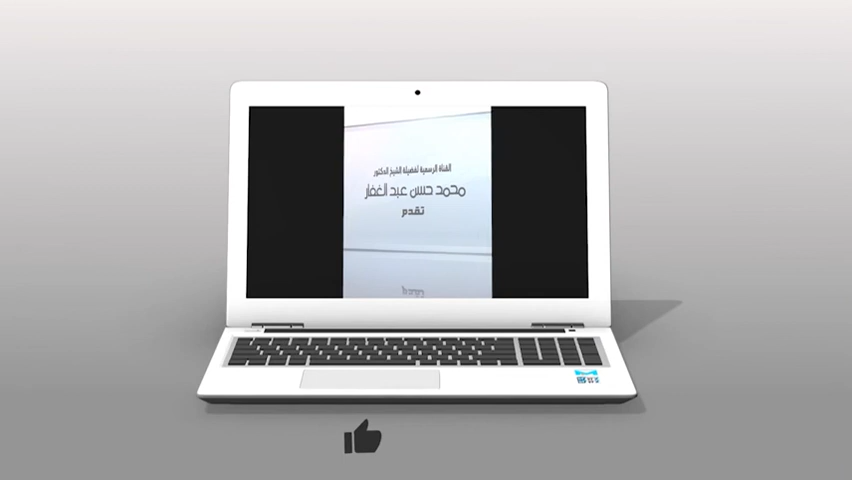 القناة الرسمية لفضيلة الشيخ الدكتور
محمد حسن عبد الغفار
تقدم